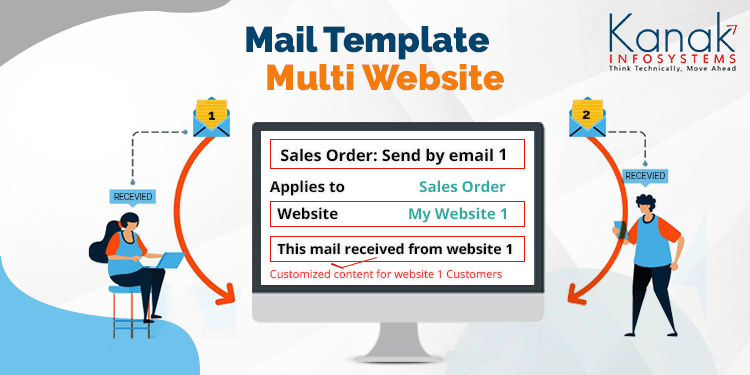 Mail Template
Multi Website
Kanak
INFOSYSTEMS
Think Technically, Move Ahead
1
2
RECEVIED
RECEVIED
Sales Order: Send by email 1
Applies to Sales Order
Website My Website 1
This mail received from website 1
Customized content for website 1 Customers